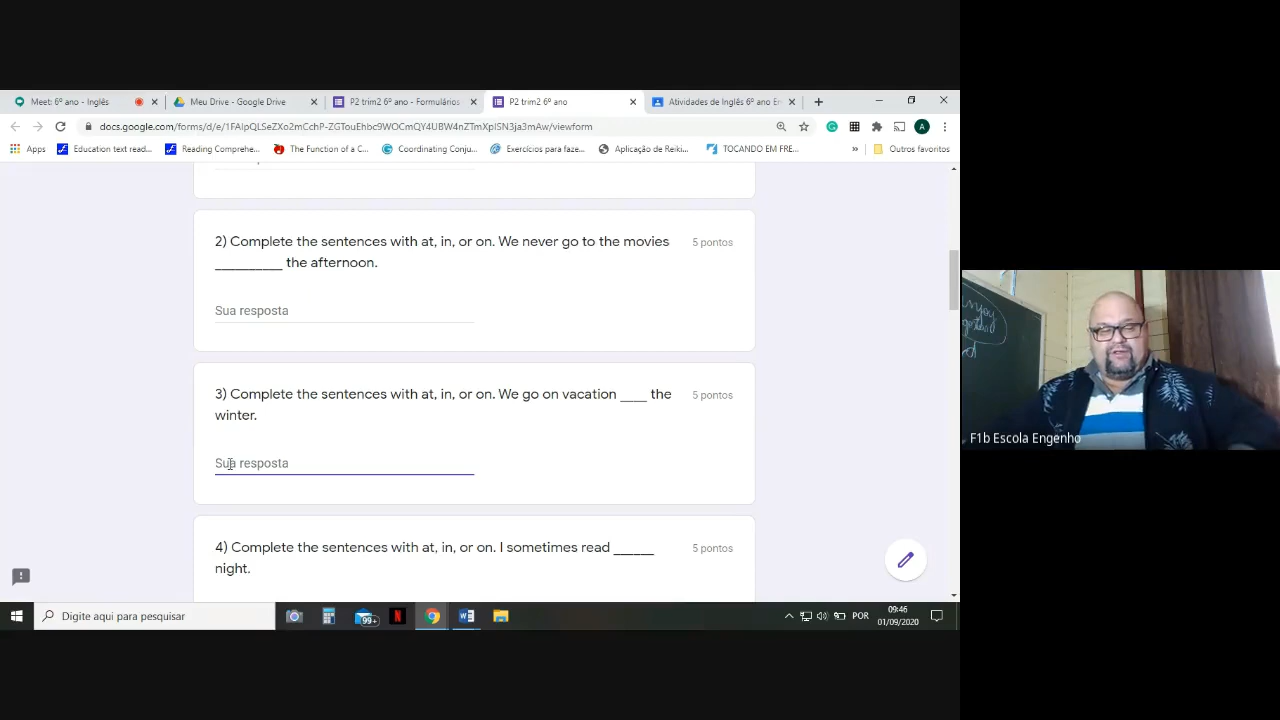 Meet: 6º ano - Inglês
Meu Drive - Google Drive
P2 trim2 6º ano - Formulários
P2 trim2 6º ano
Atividades de Inglês 6º ano En
docs.google.com/forms/d/e/1FAIpQLSeZXo2mCchP-ZGTouEhbc9WOCmQY4UBW4nZTmXpISN3ja3mAw/viewform
A
Apps
Education text read...
Reading Comprehe...
The Function of a C...
Coordinating Conju...
Exercícios para faze...
Aplicação de Reiki...
TOCANDO EM FRE...
»
Outros favoritos
2) Complete the sentences with at, in, or on. We never go to the movies
__________ the afternoon.
5 pontos
Sua resposta
3) Complete the sentences with at, in, or on. We go on vacation ____ the
winter.
5 pontos
Sua resposta
4) Complete the sentences with at, in, or on. I sometimes read ______
night.
5 pontos
Digite aqui para pesquisar
99+
N
POR
09:46
01/09/2020
F1b Escola Engenho